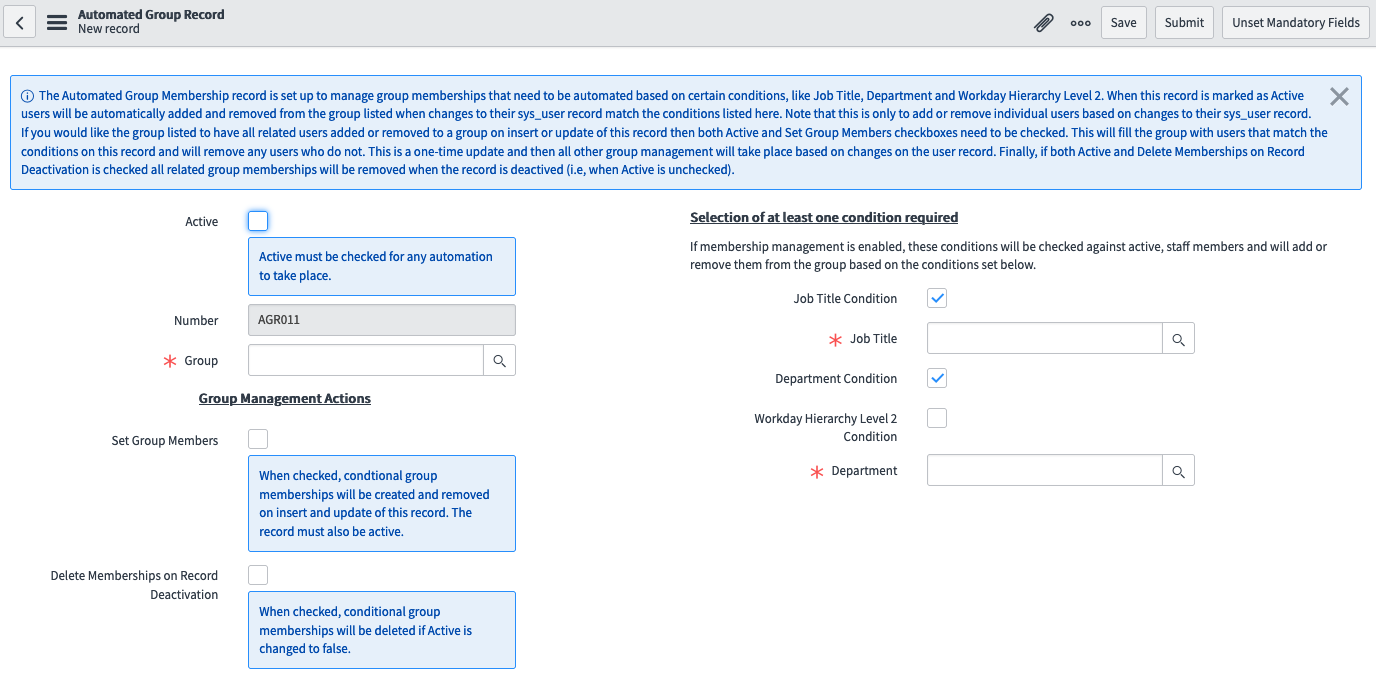 Automated Group Record
New record
Save
Submit
Unset Mandatory Fields
The Automated Group Membership record is set up to manage group memberships that need to be automated based on certain conditions, like Job Title, Department and Workday Hierarchy Level 2. When this record is marked as Active
users will be automatically added and removed from the group listed when changes to their sys_user record match the conditions listed here. Note that this is only to add or remove individual users based on changes to their sys_user record.
If you would like the group listed to have all related users added or removed to a group on insert or update of this record then both Active and Set Group Members checkboxes need to be checked. This will fill the group with users that match the
conditions on this record and will remove any users who do not. This is a one-time update and then all other group management will take place based on changes on the user record. Finally, if both Active and Delete Memberships on Record
Deactivation is checked all related group memberships will be removed when the record is deactived (i.e, when Active is unchecked).
Active
Active must be checked for any automation
to take place.
Number
AGR011
Group
Group Management Actions
Set Group Members
When checked, condtional group
memberships will be created and removed
on insert and update of this record. The
record must also be active.
Delete Memberships on Record
Deactivation
When checked, conditional group
memberships will be deleted if Active is
changed to false.
Selection of at least one condition required
If membership management is enabled, these conditions will be checked against active, staff members and will add or
remove them from the group based on the conditions set below.
Job Title Condition
Job Title
Department Condition
Workday Hierarchy Level 2
Condition
Department